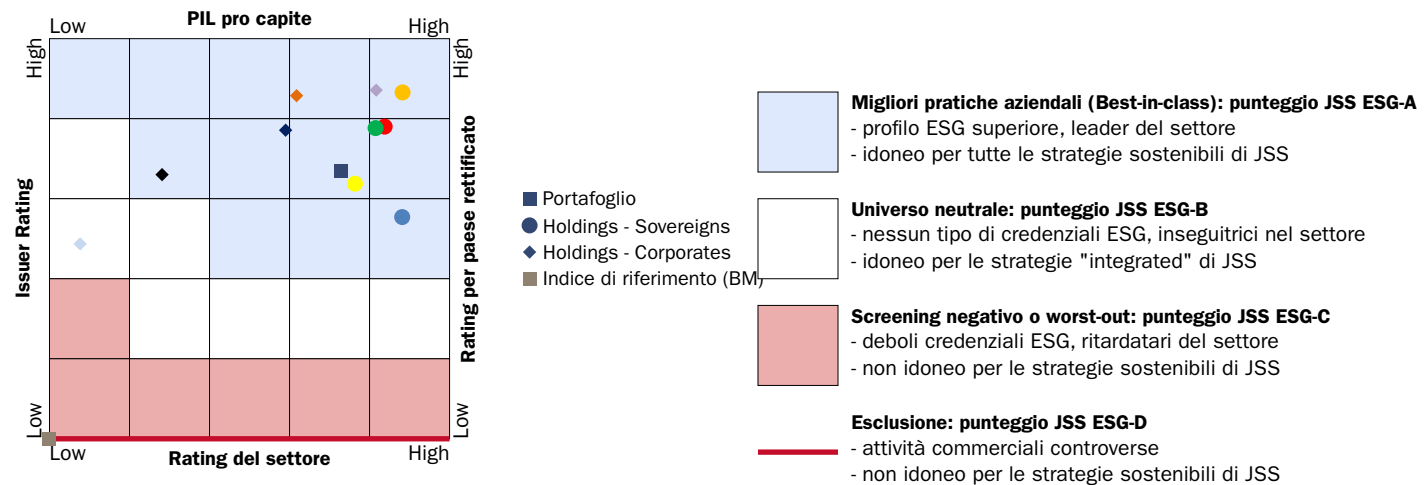 PIL pro capite
Low
High
High
High
Issuer Rating
Rating per paese rettificato
Low
Low
Low
High
Rating del settore
Portafoglio
Holdings - Sovereigns
Holdings - Corporates
Indice di riferimento (BM)
Migliori pratiche aziendali (Best-in-class): punteggio JSS ESG-A
- profilo ESG superiore, leader del settore
- idoneo per tutte le strategie sostenibili di JSS
Universo neutrale: punteggio JSS ESG-B
- nessun tipo di credenziali ESG, inseguitrici nel settore
- idoneo per le strategie "integrated" di JSS
Screening negativo o worst-out: punteggio JSS ESG-C
- deboli credenziali ESG, ritardatari del settore
- non idoneo per le strategie sostenibili di JSS
Esclusione: punteggio JSS ESG-D
- attività commerciali controverse
- non idoneo per le strategie sostenibili di JSS